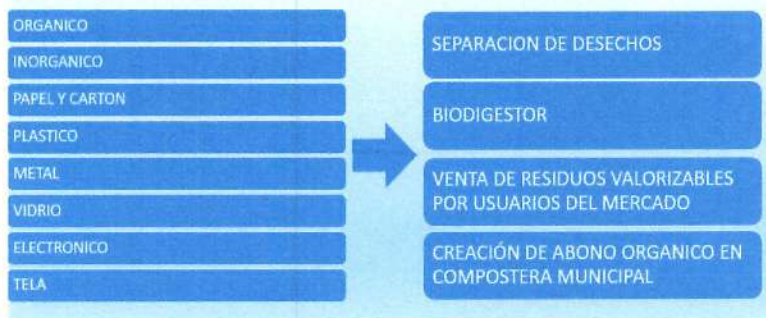 ORGANICO
INORGANICO
PAPEL Y CARTON
PLASTICO
METAL
VIDRIO
ELECTRONICO
TELA
SEPARACION DE DESECHOS
BIODIGESTOR
VENTA DE RESIDUOS VALORIZABLES
POR USUARIOS DEL MERCADO
CREACIÓN DE ABONO ORGANICO EN
COMPOSTERA MUNICIPAL